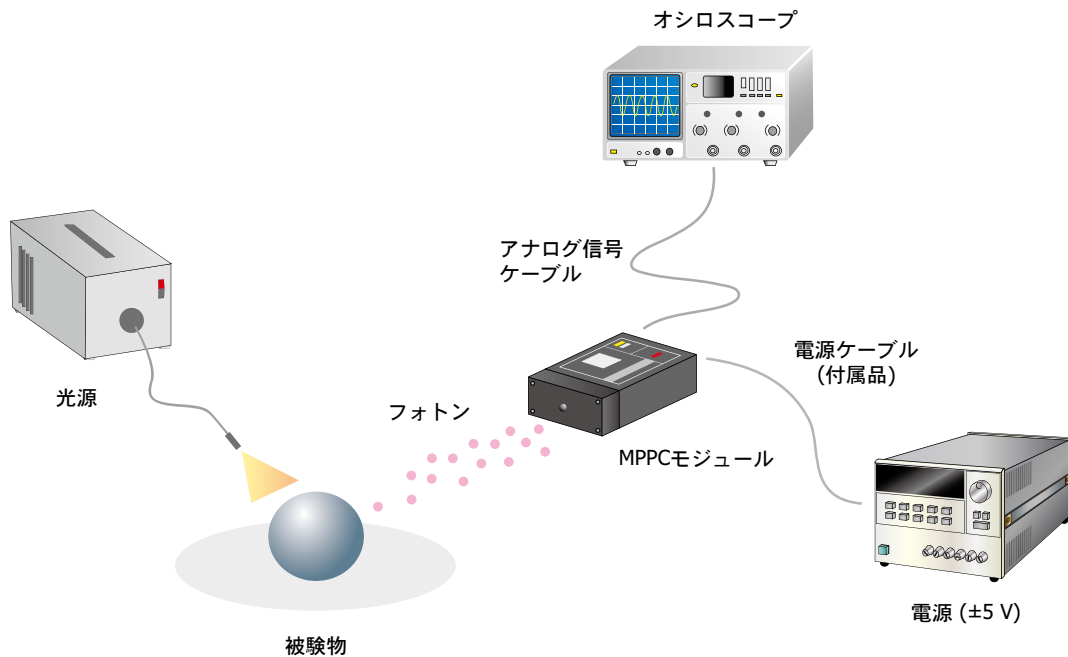 オシロスコープ
アナログ信号
ケーブル
電源ケーブル
(付属品)
光源
フォトン
MPPCモジュール
電源 (±5 V)
被験物